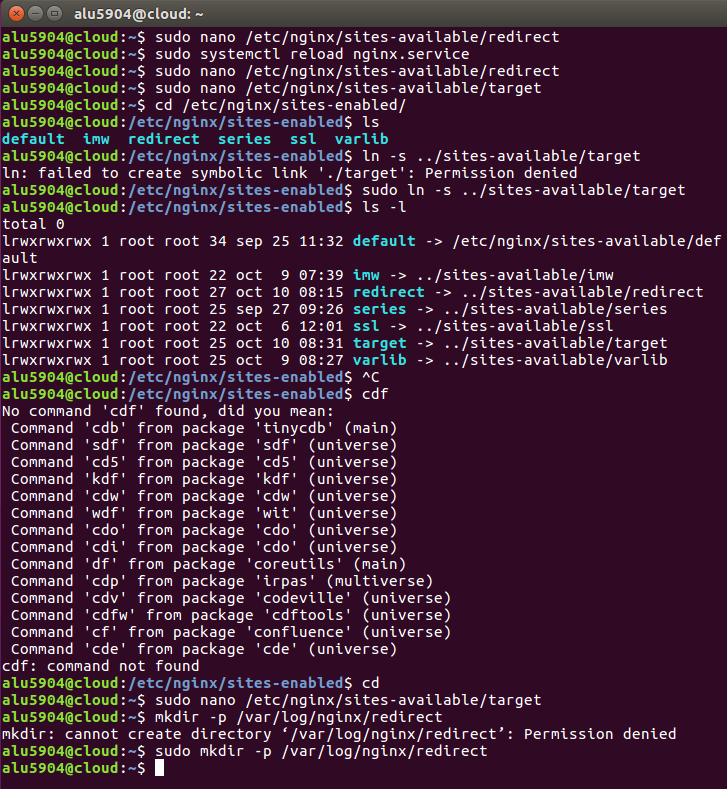 alu5904@cloud: ~
alu5904@cloud:~$ sudo nano /etc/nginx/sites-available/redirect
alu5904@cloud:~$ sudo systemctl reload nginx.service
alu5904@cloud:~$ sudo nano /etc/nginx/sites-available/redirect
alu5904@cloud:~$ sudo nano /etc/nginx/sites-available/target
alu5904@cloud:~$ cd /etc/nginx/sites-enabled/
alu5904@cloud:/etc/nginx/sites-enabled$ ls
default  imw  redirect  series  ssl  varlib
alu5904@cloud:/etc/nginx/sites-enabled$ ln -s ../sites-available/target
ln: failed to create symbolic link './target': Permission denied
alu5904@cloud:/etc/nginx/sites-enabled$ sudo ln -s ../sites-available/target
alu5904@cloud:/etc/nginx/sites-enabled$ ls -l
total 0
lrwxrwxrwx 1 root root 34 sep 25 11:32 default -> /etc/nginx/sites-available/def
ault
lrwxrwxrwx 1 root root 22 oct  9 07:39 imw -> ../sites-available/imw
lrwxrwxrwx 1 root root 27 oct 10 08:15 redirect -> ../sites-available/redirect
lrwxrwxrwx 1 root root 25 sep 27 09:26 series -> ../sites-available/series
lrwxrwxrwx 1 root root 22 oct  6 12:01 ssl -> ../sites-available/ssl
lrwxrwxrwx 1 root root 25 oct 10 08:31 target -> ../sites-available/target
lrwxrwxrwx 1 root root 25 oct  9 08:27 varlib -> ../sites-available/varlib
alu5904@cloud:/etc/nginx/sites-enabled$ ^C
alu5904@cloud:/etc/nginx/sites-enabled$ cdf
No command 'cdf' found, did you mean:
 Command 'cdb' from package 'tinycdb' (main)
 Command 'sdf' from package 'sdf' (universe)
 Command 'cd5' from package 'cd5' (universe)
 Command 'kdf' from package 'kdf' (universe)
 Command 'cdw' from package 'cdw' (universe)
 Command 'wdf' from package 'wit' (universe)
 Command 'cdo' from package 'cdo' (universe)
 Command 'cdi' from package 'cdo' (universe)
 Command 'df' from package 'coreutils' (main)
 Command 'cdp' from package 'irpas' (multiverse)
 Command 'cdv' from package 'codeville' (universe)
 Command 'cdfw' from package 'cdftools' (universe)
 Command 'cf' from package 'confluence' (universe)
 Command 'cde' from package 'cde' (universe)
cdf: command not found
alu5904@cloud:/etc/nginx/sites-enabled$ cd
alu5904@cloud:~$ sudo nano /etc/nginx/sites-available/target
alu5904@cloud:~$ mkdir -p /var/log/nginx/redirect
mkdir: cannot create directory ‘/var/log/nginx/redirect’: Permission denied
alu5904@cloud:~$ sudo mkdir -p /var/log/nginx/redirect
alu5904@cloud:~$